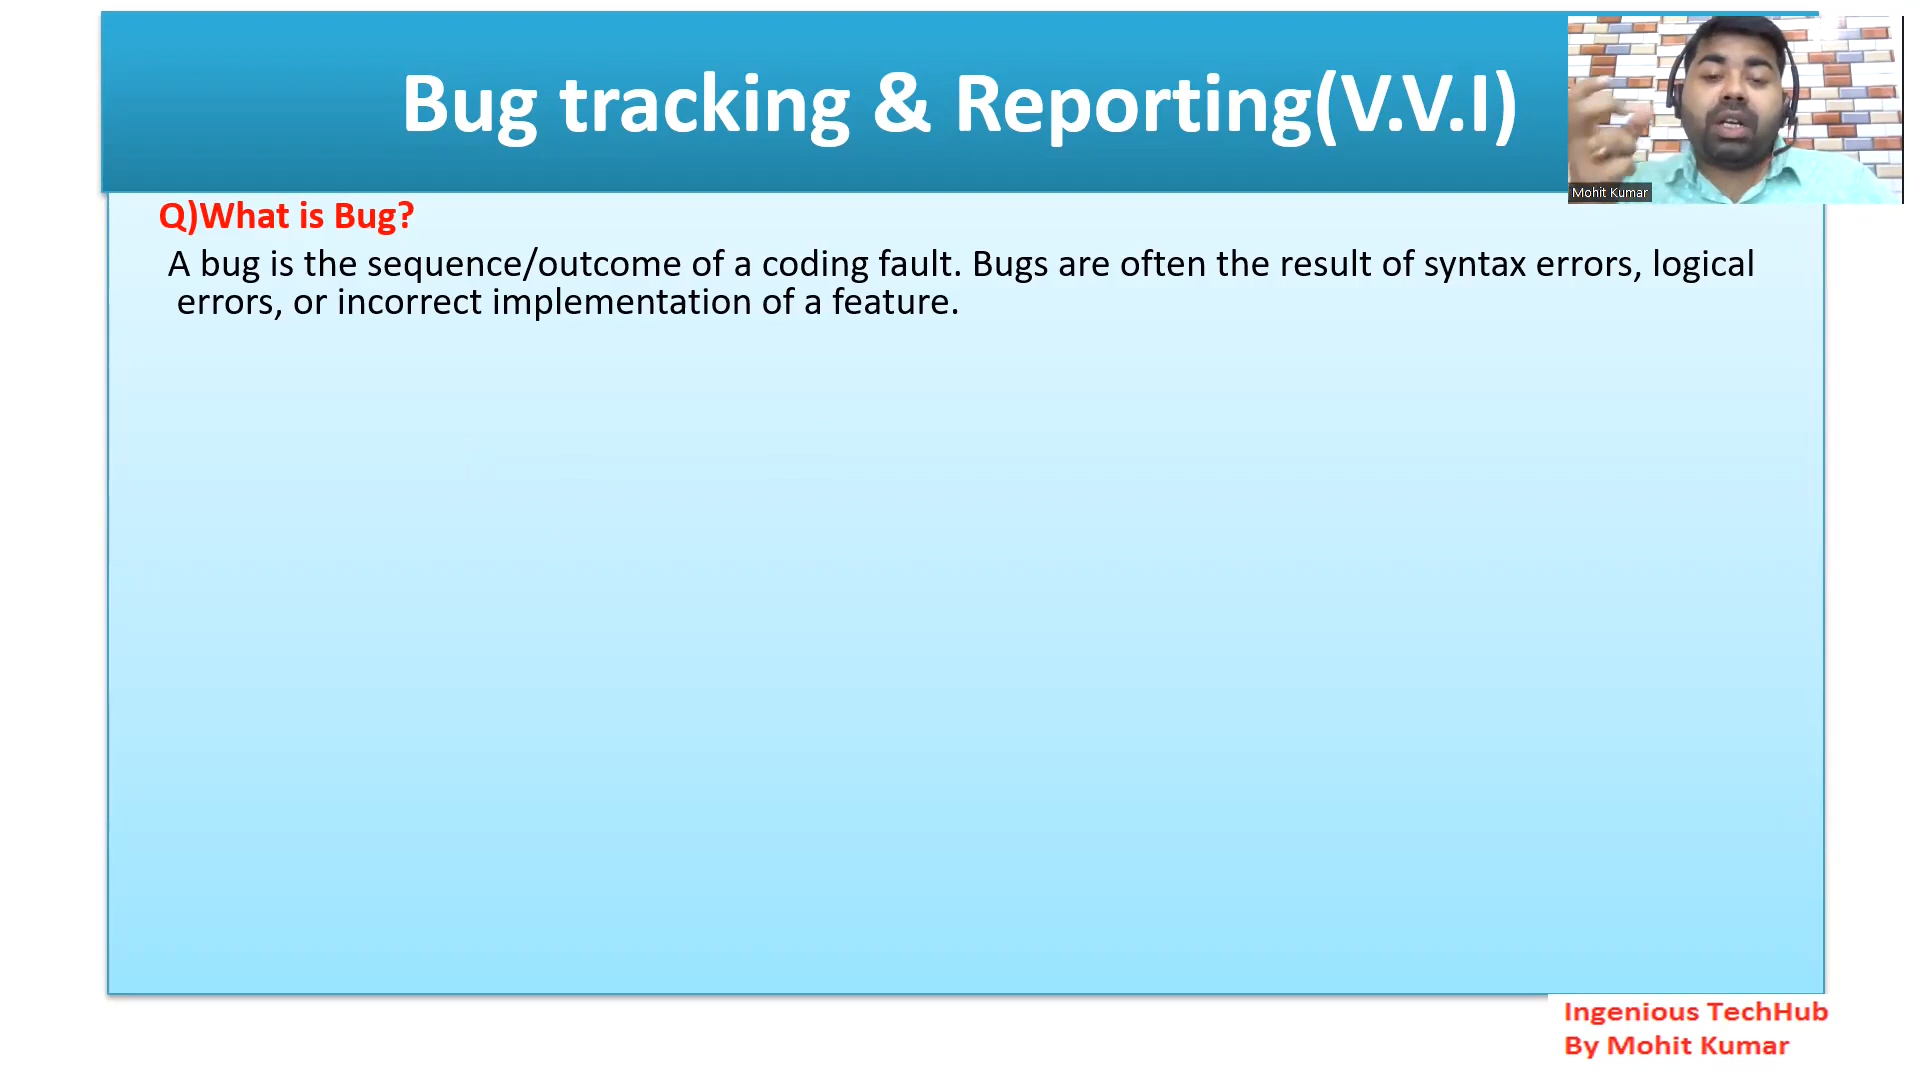 Bug tracking & Reporting(V.V.I)
Mohit Kumar
Q)What is Bug?
A bug is the sequence/outcome of a coding fault. Bugs are often the result of syntax errors, logical
errors, or incorrect implementation of a feature.
Ingenious TechHub
By Mohit Kumar